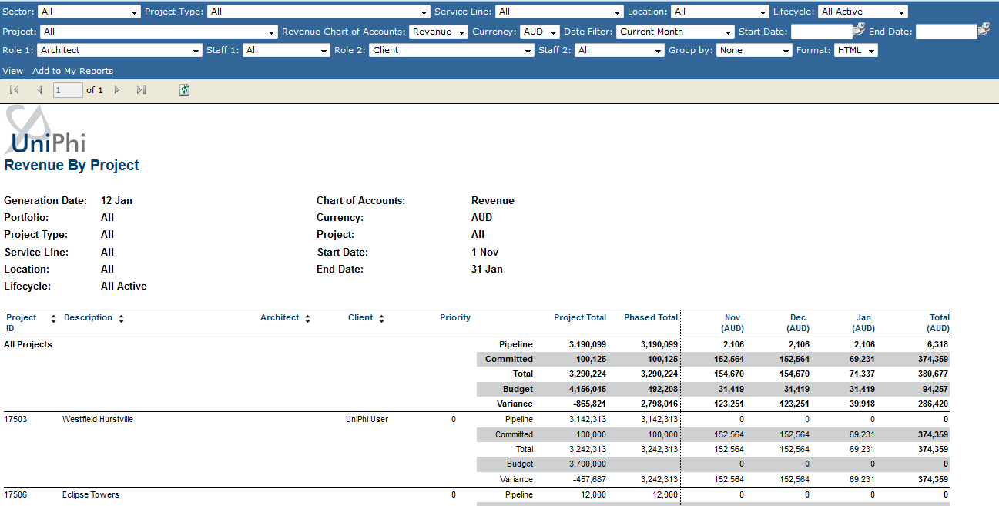 Sector: All Project Type: All Service Line: All Location: All Lifecycle: All Active
Project: All Revenue Chart of Accounts: Revenue Currency: AUD Date Filter: Current Month Start Date: End Date:
Role 1: Architect Staff 1: All Role 2: Client Staff 2: All Group by: None Format: HTML
View Add to My Reports
1 of 1
UniPhi
Revenue By Project
Generation Date: 12 Jan Chart of Accounts: Revenue
Portfolio: All Currency: AUD
Project Type: All Project: All
Service Line: All Start Date: 1 Nov
Location: All End Date: 31 Jan
Lifecycle: All Active
Project Description Architect Client Priority Project Total Phased Total Nov Dec Jan Total
ID (AUD) (AUD) (AUD) (AUD)
All Projects Pipeline 3,190,099 3,190,099 2,106 2,106 2,106 6,318
Committed 100,125 100,125 152,564 152,564 69,231 374,359
Total 3,290,224 3,290,224 154,670 154,670 71,337 380,677
Budget 4,156,045 492,208 31,419 31,419 31,419 94,257
Variance -865,821 2,798,016 123,251 123,251 39,918 286,420
17503 Westfield Hurstville UniPhi User 0 Pipeline 3,142,313 3,142,313 0 0 0 0
Committed 100,000 100,000 152,564 152,564 69,231 374,359
Total 3,242,313 3,242,313 152,564 152,564 69,231 374,359
Budget 3,700,000 0 0 0 0
Variance -457,687 3,242,313 152,564 152,564 69,231 374,359
17506 Eclipse Towers 0 Pipeline 12,000 12,000 0 0 0 0